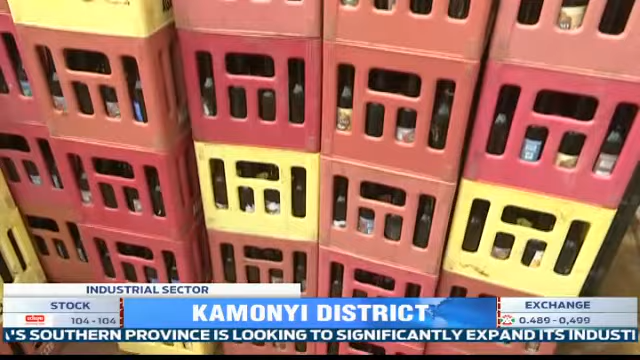 INDUSTRIAL SECTOR
STOCK
KAMONYI DISTRICT
EXCHANGE
104 - 104
0.489 - 0,499
'S SOUTHERN PROVINCE IS LOOKING TO SIGNIFICANTLY EXPAND ITS INDUSTI